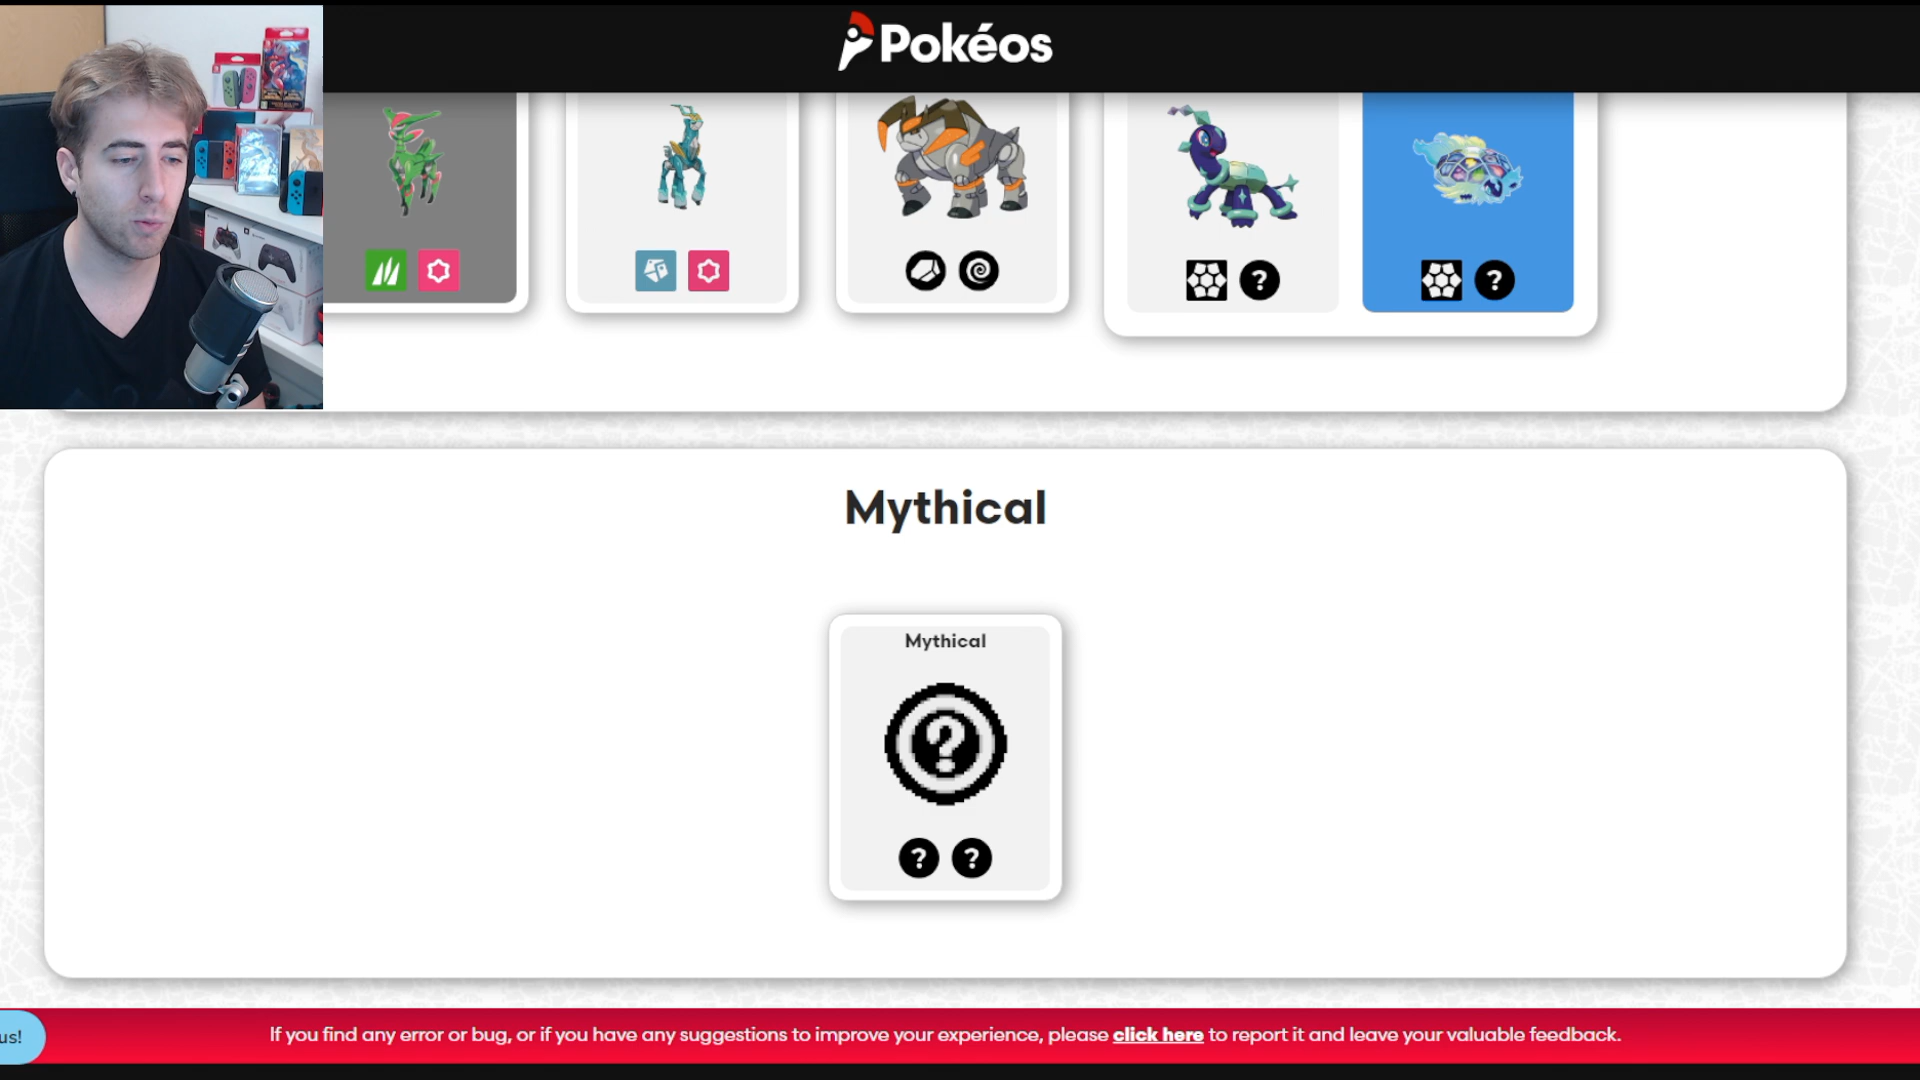 Pokéos
Mythical
Mythical
us!
If you find any error or bug, or if you have any suggestions to improve your experience, please click here to report it and leave your valuable feedback.